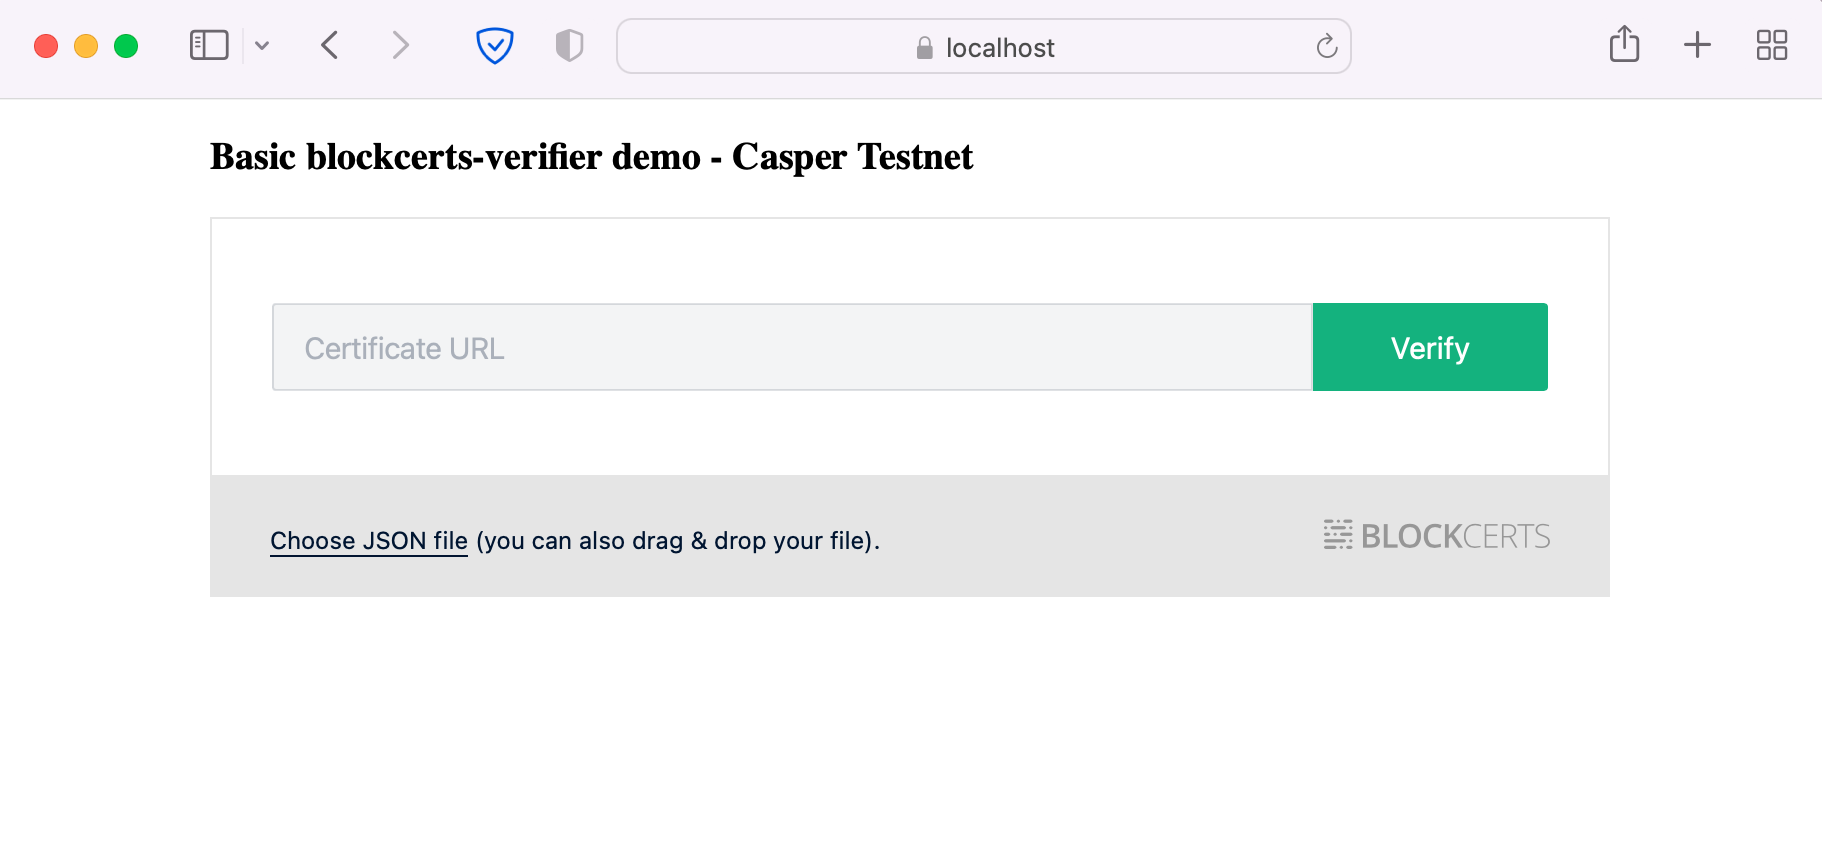 localhost
Basic blockcerts-verifier demo - Casper Testnet
Certificate URL
Verify
Choose JSON file (you can also drag & drop your file).
BLOCKCERTS